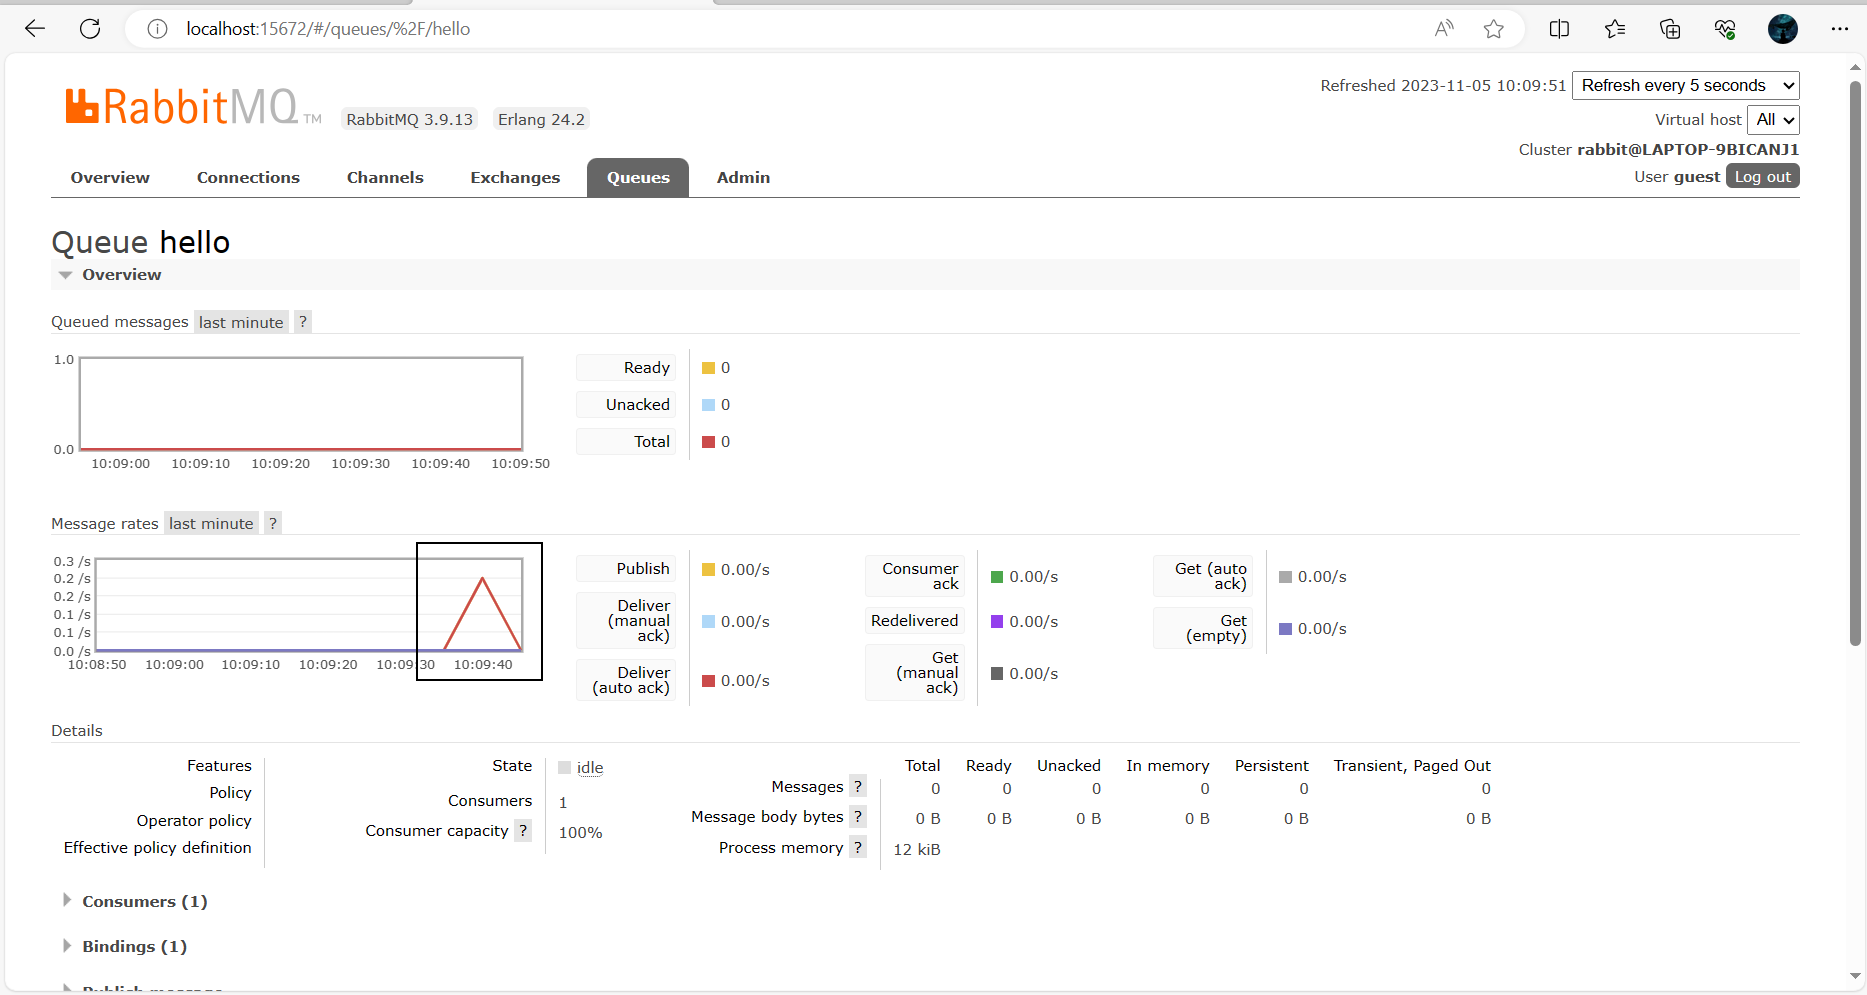 localhost:15672/#/queues/%2F/hello
Refreshed 2023-11-05 10:09:51 Refresh every 5 seconds
RabbitMQ TM RabbitMQ 3.9.13 Erlang 24.2
Virtual host All
Cluster rabbit@LAPTOP-9BICANJ1
User guest Log out
Overview Connections Channels Exchanges Queues Admin
Queue hello
Overview
Queued messages last minute ?
1.0
0.0
10:09:00 10:09:10 10:09:20 10:09:30 10:09:40 10:09:50
Ready 0
Unacked 0
Total 0
Message rates last minute ?
0.3 /s
0.2 /s
0.2 /s
0.1 /s
0.1 /s
0.0 /s
10:08:50 10:09:00 10:09:10 10:09:20 10:09:30 10:09:40
Publish 0.00/s
Deliver
(manual 0.00/s
ack)
Deliver
(auto ack) 0.00/s
Consumer
ack 0.00/s
Redelivered 0.00/s
Get
(manual 0.00/s
ack)
Get (auto
ack) 0.00/s
Get
(empty) 0.00/s
Details
Features
Policy
Operator policy
Effective policy definition
State idle
Consumers 1
Consumer capacity ? 100%
Total Ready Unacked In memory Persistent Transient, Paged Out
Messages ? 0 0 0 0 0 0
Message body bytes ? 0 B 0 B 0 B 0 B 0 B 0 B
Process memory ? 12 kiB
Consumers (1)
Bindings (1)
Publish message